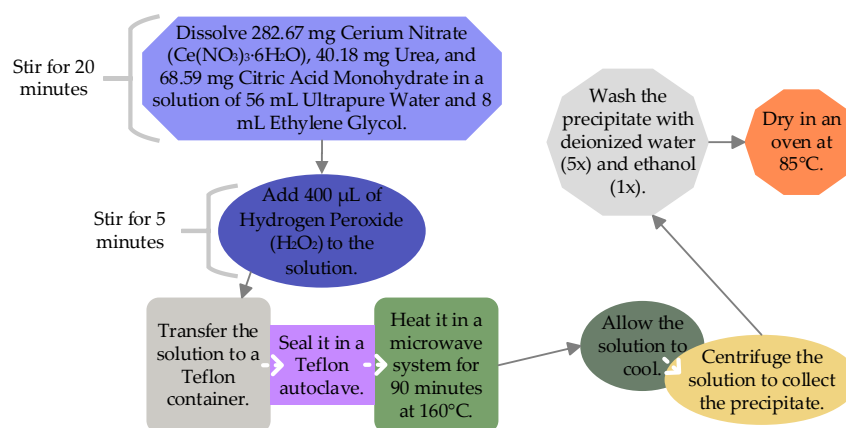 Dissolve 282.67 mg Cerium Nitrate
(Ce(NO₃)₃·6H₂O), 40.18 mg Urea, and
68.59 mg Citric Acid Monohydrate in a
solution of 56 mL Ultrapure Water and 8
mL Ethylene Glycol.
Stir for 20
minutes
Add 400 µL of
Hydrogen Peroxide
(H₂O₂) to the
solution.
Stir for 5
minutes
Transfer the
solution to a
Teflon
container.
Seal it in a
Teflon
autoclave.
Heat it in a
microwave
system for
90 minutes
at 160°C.
Allow the
solution to
cool.
Centrifuge the
solution to collect
the precipitate.
Wash the
precipitate with
deionized water
(5x) and ethanol
(1x).
Dry in an
oven at
85°C.